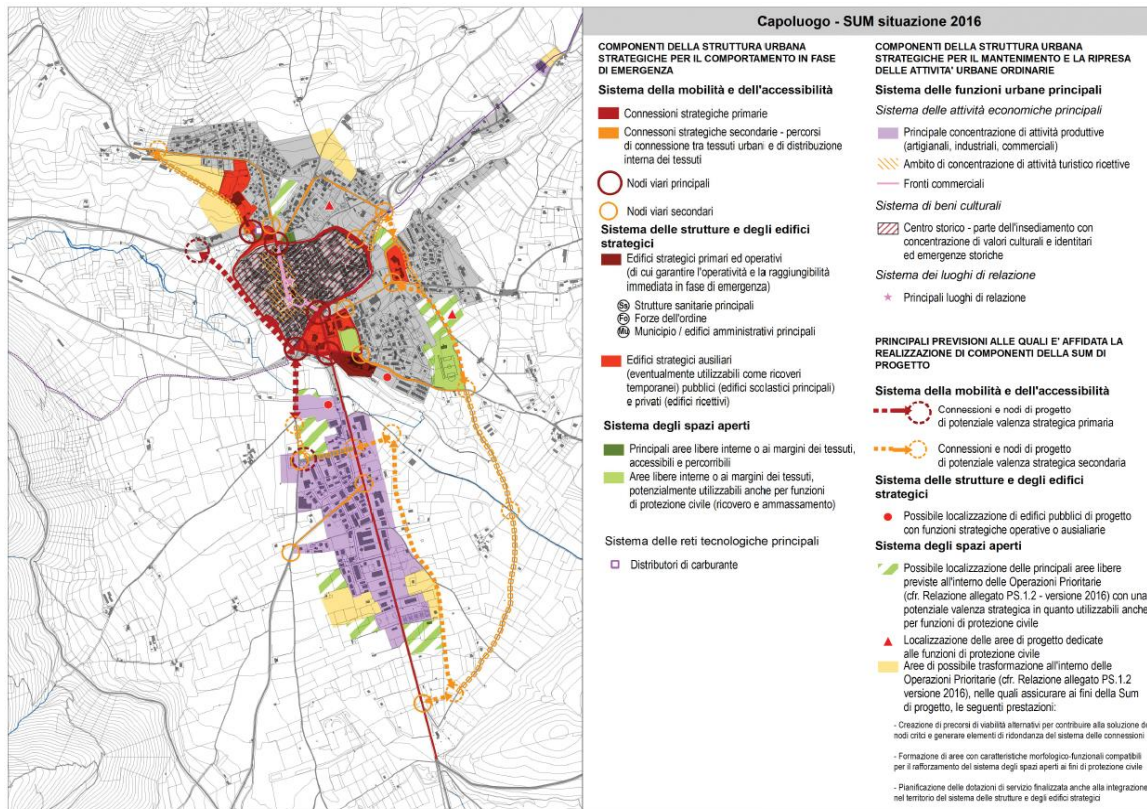 Capoluogo - SUM situazione 2016
COMPONENTI DELLA STRUTTURA URBANA
STRATEGICHE PER IL COMPORTAMENTO IN FASE
DI EMERGENZA
Sistema della mobilità e dell'accessibilità
Connessioni strategiche primarie
Connessoni strategiche secondarie - percorsi
di connessione tra tessuti urbani e di distribuzione
interna dei tessuti
Nodi viari principali
Nodi viari secondari
Sistema delle strutture e degli edifici
strategici
Edifici strategici primari ed operativi
(di cui garantire l'operatività e la raggiungibilità
immediata in fase di emergenza)
Ss Strutture sanitarie principali
Fo Forze dell'ordine
Mu Municipio / edifici amministrativi principali
Edifici strategici ausiliari
(eventualmente utilizzabili come ricoveri
temporanei) pubblici (edifici scolastici principali)
e privati (edifici ricettivi)
Sistema degli spazi aperti
Principali aree libere interne o ai margini dei tessuti,
accessibili e percorribili
Aree libere interne o ai margini dei tessuti,
potenzialmente utilizzabili anche per funzioni
di protezione civile (ricovero e ammassamento)
Sistema delle reti tecnologiche principali
Distributori di carburante
COMPONENTI DELLA STRUTTURA URBANA
STRATEGICHE PER IL MANTENIMENTO E LA RIPRESA
DELLE ATTIVITA' URBANE ORDINARIE
Sistema delle funzioni urbane principali
Sistema delle attività economiche principali
Principale concentrazione di attività produttive
(artigianali, industriali, commerciali)
Ambito di concentrazione di attività turistico ricettive
Fronti commerciali
Sistema di beni culturali
Centro storico - parte dell'insediamento con
concentrazione di valori culturali e identitari
ed emergenze storiche
Sistema dei luoghi di relazione
Principali luoghi di relazione
PRINCIPALI PREVISIONI ALLE QUALI E' AFFIDATA LA
REALIZZAZIONE DI COMPONENTI DELLA SUM DI
PROGETTO
Sistema della mobilità e dell'accessibilità
Connessioni e nodi di progetto
di potenziale valenza strategica primaria
Connessioni e nodi di progetto
di potenziale valenza strategica secondaria
Sistema delle strutture e degli edifici
strategici
Possibile localizzazione di edifici pubblici di progetto
con funzioni strategiche operative o ausialiarie
Sistema degli spazi aperti
Possibile localizzazione delle principali aree libere
previste all'interno delle Operazioni Prioritarie
(cfr. Relazione allegato PS.1.2 - versione 2016) con una
potenziale valenza strategica in quanto utilizzabili anche
per funzioni di protezione civile
Localizzazione delle aree di progetto dedicate
alle funzioni di protezione civile
Aree di possibile trasformazione all'interno delle
Operazioni Prioritarie (cfr. Relazione allegato PS.1.2
versione 2016), nelle quali assicurare ai fini della Sum
di progetto, le seguenti prestazioni:
- Creazione di precorsi di viabilità alternativi per contribuire alla soluzione de
nodi critci e generare elementi di ridondanza del sistema delle connessioni
- Formazione di aree con caratteristiche morfologico-funzionali compatibili
per il rafforzamento del sistema degli spazi aperti ai fini di protezione civile
- Pianificazione delle dotazioni di servizio finalizzata anche alla integrazione
nel territorio del sistema delle strutture e degli edifici strategici